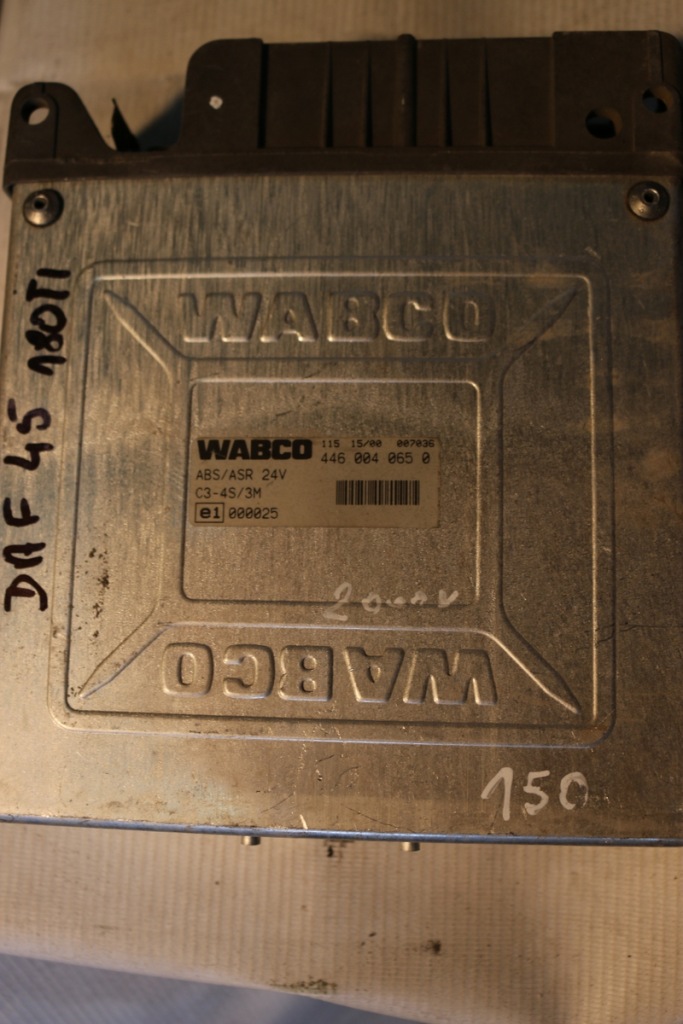 WABCO
WABCO 115 15/00 007036
446 004 065 0
ABS/ASR 24V
C3-4S/3M
e1 000025
WABCO
150
DAF 45 180TI